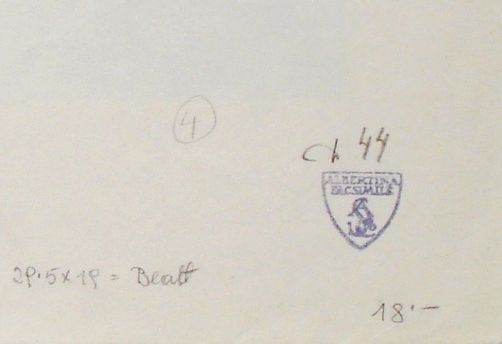 4
44
ALBERTINA
FACSIMILE
29.5x19 = Blatt
18.-